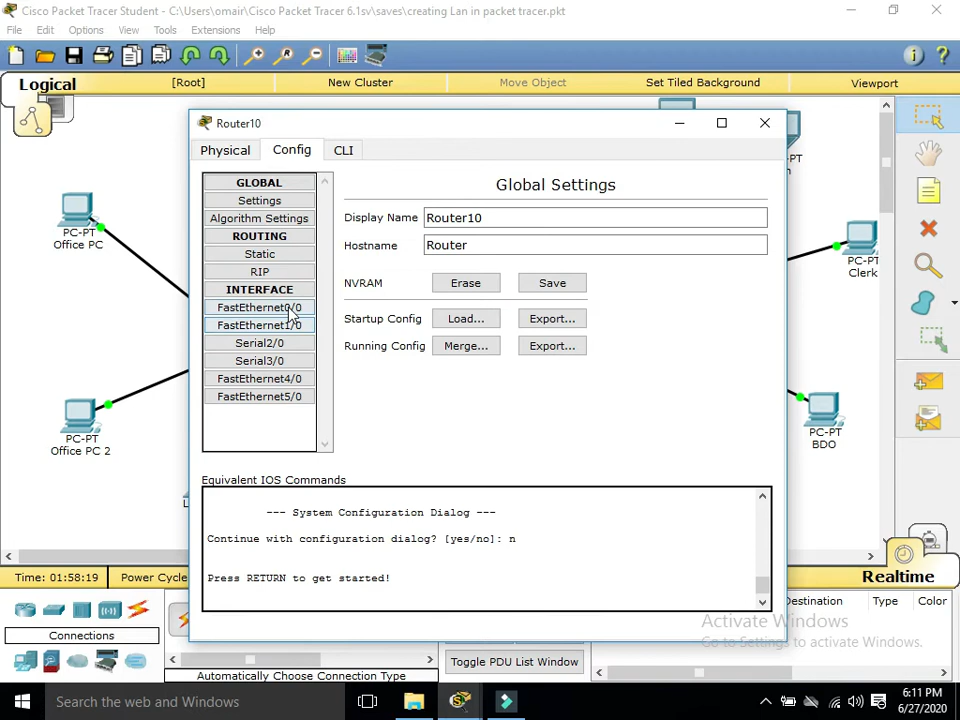 Cisco Packet Tracer Student - C:\Users\omair\Cisco Packet Tracer 6.1sv\saves\creating Lan in packet tracer.pkt
File Edit Options View Tools Extensions Help
Logical [Root] New Cluster Move Object Set Tiled Background Viewport
Router10
Physical Config CLI
GLOBAL
Settings
Algorithm Settings
ROUTING
Static
RIP
INTERFACE
FastEthernet0/0
FastEthernet1/0
Serial2/0
Serial3/0
FastEthernet4/0
FastEthernet5/0
Global Settings
Display Name Router10
Hostname Router
NVRAM Erase Save
Startup Config Load... Export...
Running Config Merge... Export...
Equivalent IOS Commands
--- System Configuration Dialog ---
Continue with configuration dialog? [yes/no]: n
Press RETURN to get started!
PC-PT
Office PC
PC-PT
Office PC 2
PC-PT
Clerk
PC-PT
BDO
Time: 01:58:19 Power Cycle
Realtime
Connections
Automatically Choose Connection Type
Toggle PDU List Window
Destination Type Color
Activate Windows
Go to Settings to activate Windows.
Search the web and Windows
6:11 PM
6/27/2020